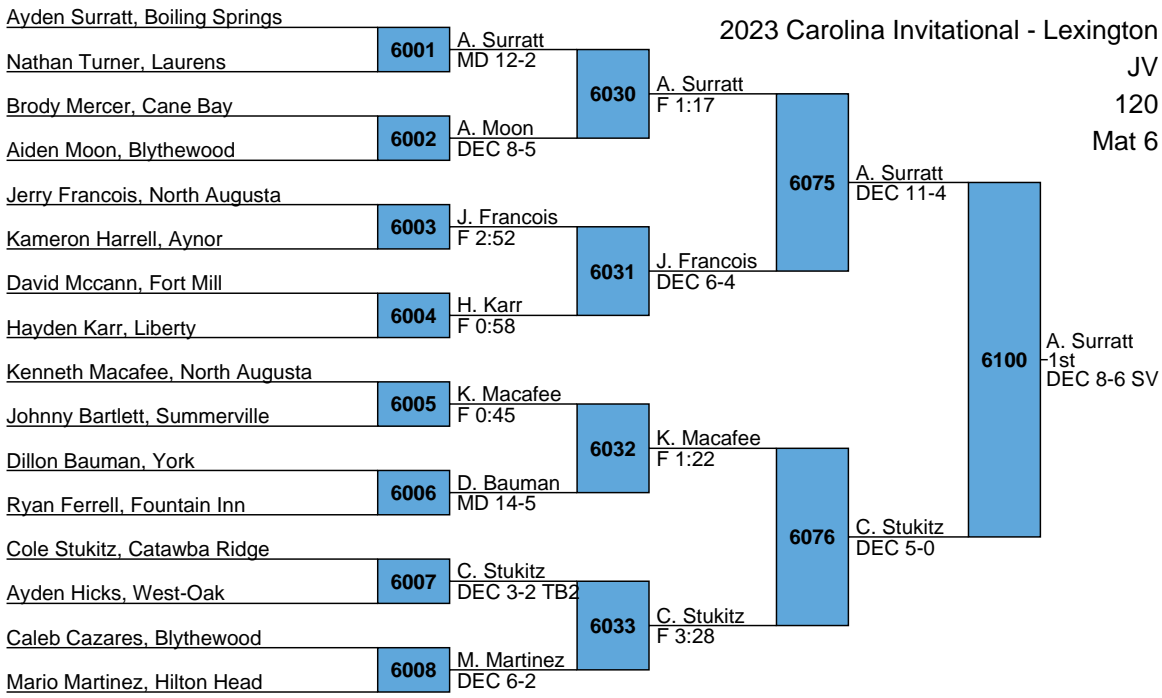 2023 Carolina Invitational - Lexington
JV
120
Mat 6
Ayden Surratt, Boiling Springs
Nathan Turner, Laurens
Brody Mercer, Cane Bay
Aiden Moon, Blythewood
Jerry Francois, North Augusta
Kameron Harrell, Aynor
David Mccann, Fort Mill
Hayden Karr, Liberty
Kenneth Macafee, North Augusta
Johnny Bartlett, Summerville
Dillon Bauman, York
Ryan Ferrell, Fountain Inn
Cole Stukitz, Catawba Ridge
Ayden Hicks, West-Oak
Caleb Cazares, Blythewood
Mario Martinez, Hilton Head
6001
A. Surratt
MD 12-2
6002
A. Moon
DEC 8-5
6003
J. Francois
F 2:52
6004
H. Karr
F 0:58
6005
K. Macafee
F 0:45
6006
D. Bauman
MD 14-5
6007
C. Stukitz
DEC 3-2 TB2
6008
M. Martinez
DEC 6-2
6030
A. Surratt
F 1:17
6031
J. Francois
DEC 6-4
6032
K. Macafee
F 1:22
6033
C. Stukitz
F 3:28
6075
A. Surratt
DEC 11-4
6076
C. Stukitz
DEC 5-0
6100
A. Surratt
1st
DEC 8-6 SV